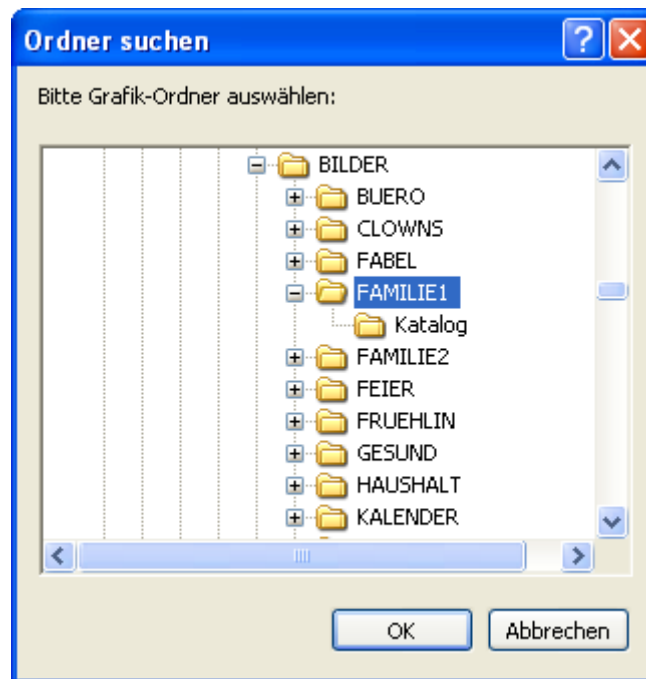 Ordner suchen
Bitte Grafik-Ordner auswählen:
BILDER
BUERO
CLOWNS
FABEL
FAMILIE1
Katalog
FAMILIE2
FEIER
FRUEHLIN
GESUND
HAUSHALT
KALENDER
OK Abbrechen